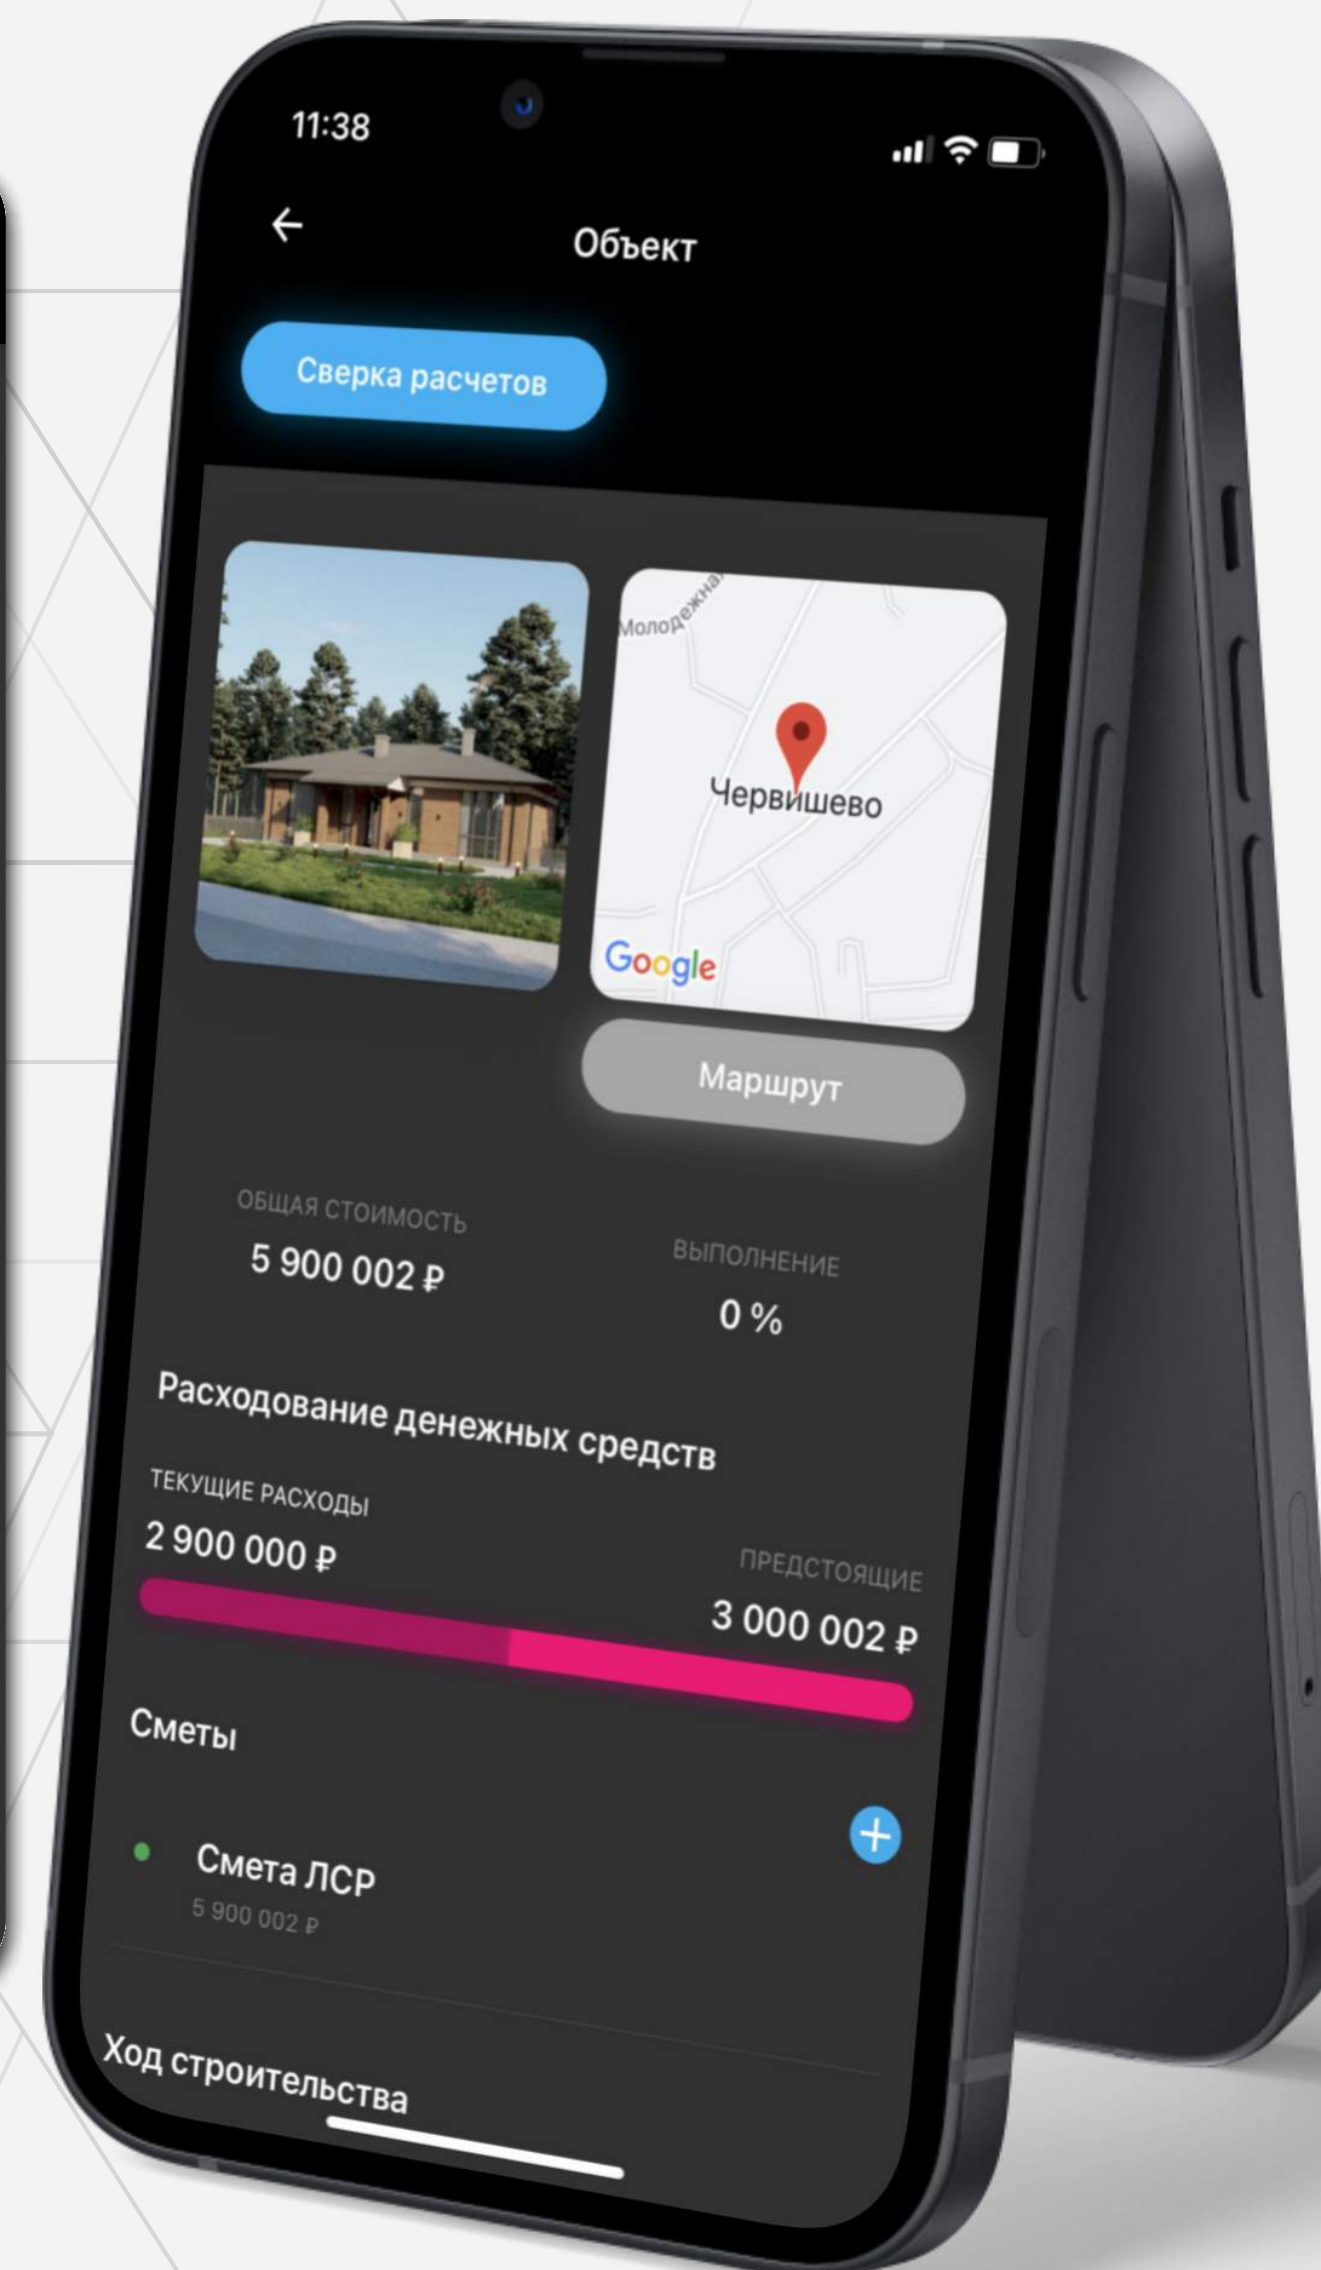 11:38
Объект
Сверка расчетов
Молодежная
Червишево
Google
Маршрут
ОБЩАЯ СТОИМОСТЬ
5 900 002 ₽
ВЫПОЛНЕНИЕ
0 %
Расходование денежных средств
ТЕКУЩИЕ РАСХОДЫ
2 900 000 ₽
ПРЕДСТОЯЩИЕ
3 000 002 ₽
Сметы
Смета ЛСР
5 900 002 ₽
Ход строительства